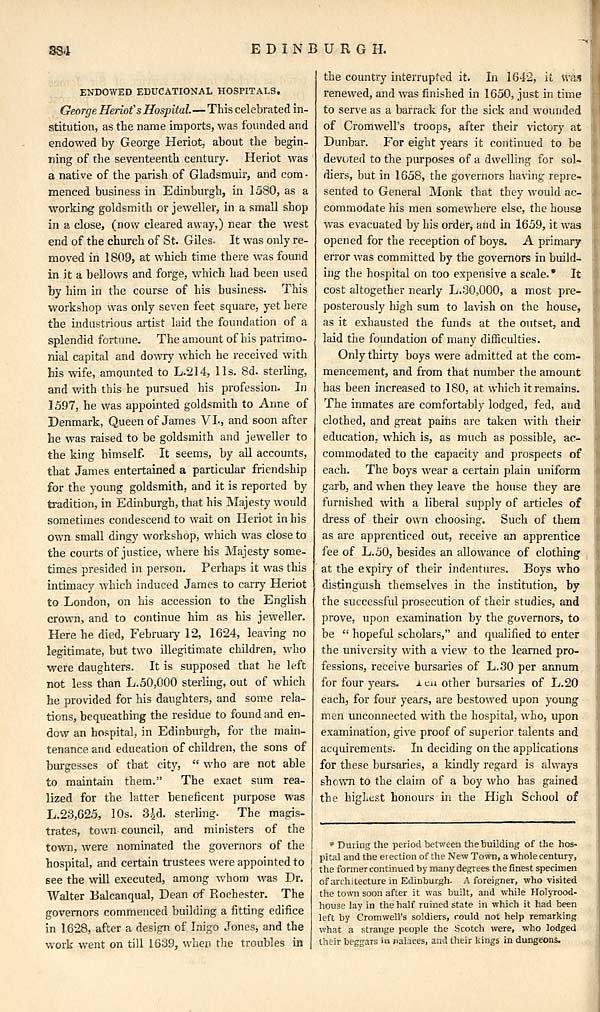 384
EDINBURGH.
ENDOWED EDUCATIONAL HOSPITALS.
George Heriot's Hospital.—This celebrated in-
stitution, as the name imports, was founded and
endowed by George Heriot, about the begin-
ning of the seventeenth century. Heriot was
a native of the parish of Gladsmuir, and com-
menced business in Edinburgh, in 1580, as a
working goldsmith or jeweller, in a small shop
in a close, (now cleared away,) near the west
end of the church of St. Giles. It was only re-
moved in 1809, at which time there was found
in it a bellows and forge, which had been used
by him in the course of his business. This
workshop was only seven feet square, yet here
the industrious artist laid the foundation of a
splendid fortune. The amount of his patrimo-
nial capital and dowry which he received with
his wife, amounted to L.214, 11s. 8d. sterling,
and with this he pursued his profession. In
1597, he was appointed goldsmith to Anne of
Denmark, Queen of James VI., and soon after
he was raised to be goldsmith and jeweller to
the king himself. It seems, by all accounts,
that James entertained a particular friendship
for the young goldsmith, and it is reported by
tradition, in Edinburgh, that his Majesty would
sometimes condescend to wait on Heriot in his
own small dingy workshop, which was close to
the courts of justice, where his Majesty some-
times presided in person. Perhaps it was this
intimacy which induced James to carry Heriot
to London, on his accession to the English
crown, and to continue him as his jeweller.
Here he died, February 12, 1624, leaving no
legitimate, but two illegitimate children, who
were daughters. It is supposed that he left
not less than L.50,000 sterling, out of which
he provided for his daughters, and some rela-
tions, bequeathing the residue to found and en-
dow an hospital, in Edinburgh, for the main-
tenance and education of children, the sons of
burgesses of that city, “ who are not able
to maintain them.” The exact sum rea-
lized for the latter beneficent purpose was
L.23,625, 10s. 3½d. sterling. The magis-
trates, town council, and ministers of the
town, were nominated the governors of the
hospital, and certain trustees were appointed to
see the will executed, among whom was Dr.
Walter Balcanqual, Dean of Rochester. The
governors commenced building a fitting edifice
in 1628, after a design of Inigo Jones, and the
work went on till 1639, when the troubles in
the country interrupted it. In 1642, it was
renewed, and was finished in 1650, just in time
to serve as a barrack for the sick and wounded
of Cromwell's troops, after their victory at
Dunbar. For eight years it continued to be
devoted to the purposes of a dwelling for sol-
diers, but in 1658, the governors having repre-
sented to General Monk that they would ac-
commodate his men somewhere else, the house
was evacuated by his order, and in 1659, it was
opened for the reception of boys. A primary
error was committed by the governors in build-
ing the hospital on too expensive a scale.* It
cost altogether nearly L.30,000, a most pre-
posterously high sum to lavish on the house,
as it exhausted the funds at the outset, and
laid the foundation of many difficulties.
Only thirty boys were admitted at the com-
mencement, and from that number the amount
has been increased to 180, at which it remains.
The inmates are comfortably lodged, fed, and
clothed, and great pains are taken with their
education, which is, as much as possible, ac-
commodated to the capacity and prospects of
each. The boys wear a certain plain uniform
garb, and when they leave the house they are
furnished with a liberal supply of articles of
dress of their own choosing. Such of them
as are apprenticed out, receive an apprentice
fee of L.50, besides an allowance of clothing
at the expiry of their indentures. Boys who
distinguish themselves in the institution, by
the successful prosecution of their studies, and
prove, upon examination by the governors, to
be “ hopeful scholars,” and qualified to enter
the university with a view to the learned pro-
fessions, receive bursaries of L.30 per annum
for four years. Ten other bursaries of L.20
each, for four years, are bestowed upon young
men unconnected with the hospital, who, upon
examination, give proof of superior talents and
acquirements. In deciding on the applications
for these bursaries, a kindly regard is always
shown to the claim of a boy who has gained
the highest honours in the High School of
* During the period between the building of the hos-
pital and the erection of the New Town, a whole century,
the former continued by many degrees the finest specimen
of architecture in Edinburgh. A foreigner, who visited
the town soon after it was built, and while Holyrood-
house lay in the half ruined state in which it had been
left by Cromwell's soldiers, could not help remarking
what a strange people the Scotch were, who lodged
their beggars in palaces, and their kings in dungeons.